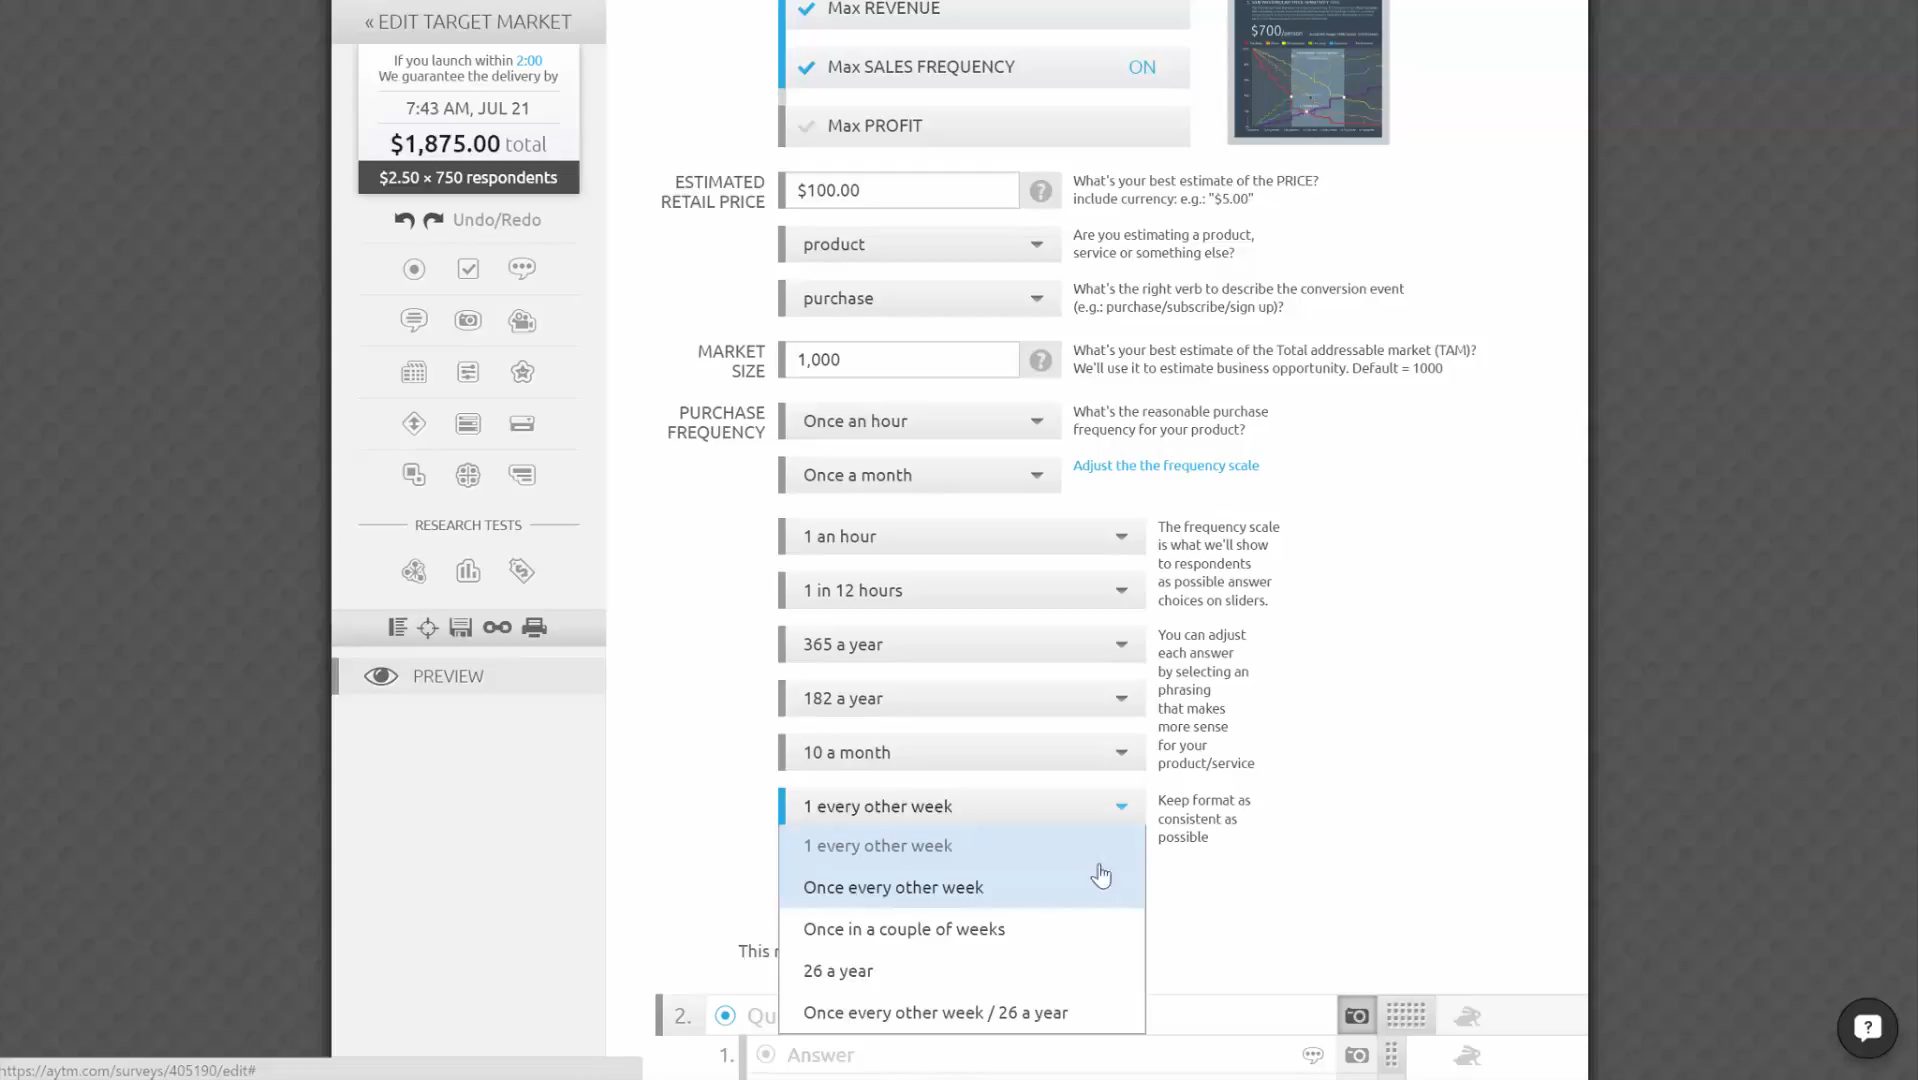 « EDIT TARGET MARKET
If you launch within 2:00
We guarantee the delivery by
7:43 AM, JUL 21
$1,875.00 total
$2.50 × 750 respondents
Undo/Redo
RESEARCH TESTS
PREVIEW
Max REVENUE
Max SALES FREQUENCY ON
Max PROFIT
$700/person
ESTIMATED
RETAIL PRICE
$100.00
What's your best estimate of the PRICE?
include currency: e.g.: "$5.00"
product
Are you estimating a product,
service or something else?
purchase
What's the right verb to describe the conversion event
(e.g.: purchase/subscribe/sign up)?
MARKET
SIZE
1,000
What's your best estimate of the Total addressable market (TAM)?
We'll use it to estimate business opportunity. Default = 1000
PURCHASE
FREQUENCY
Once an hour
What's the reasonable purchase
frequency for your product?
Once a month
Adjust the the frequency scale
1 an hour
1 in 12 hours
365 a year
182 a year
10 a month
1 every other week
The frequency scale
is what we'll show
to respondents
as possible answer
choices on sliders.
You can adjust
each answer
by selecting an
phrasing
that makes
more sense
for your
product/service
Keep format as
consistent as
possible
1 every other week
Once every other week
Once in a couple of weeks
26 a year
Once every other week / 26 a year
This
2. Qu
1. Answer
https://aytm.com/surveys/405190/edit#